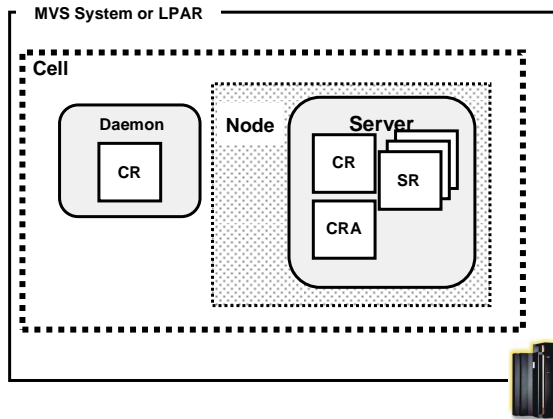 MVS System or LPAR
Cell
Daemon
CR
Node
Server
CR
SR
CRA